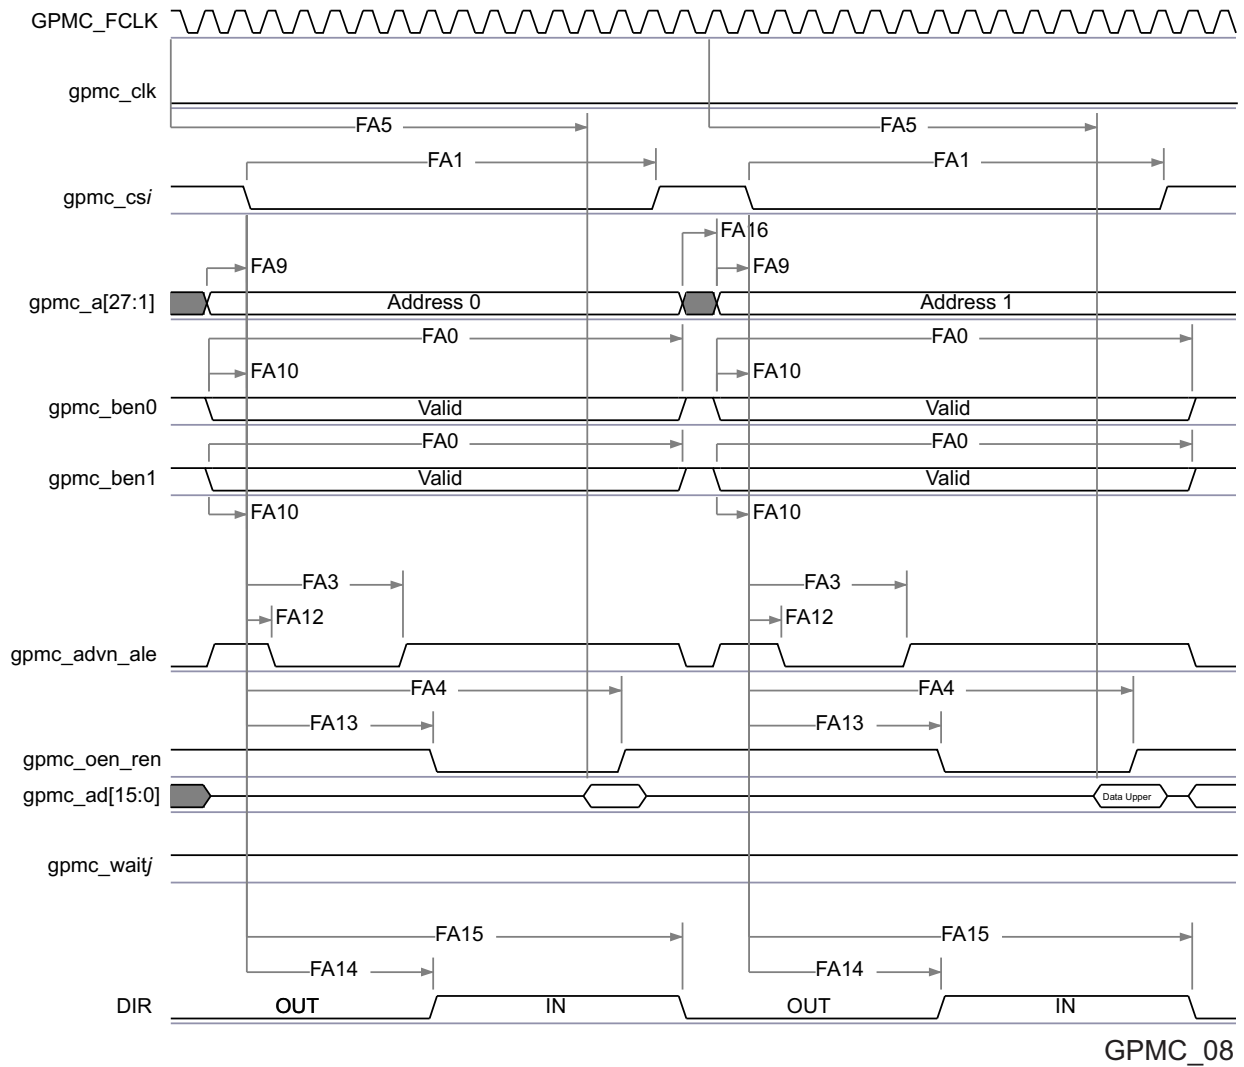 GPMC_FCLK
gpmc_clk
FA5 FA5
FA1 FA1
gpmc_csi
FA16
FA9 FA9
gpmc_a[27:1] Address 0 Address 1
FA0 FA0
FA10 FA10
gpmc_ben0 Valid Valid
FA0 FA0
gpmc_ben1 Valid Valid
FA10 FA10
FA3 FA3
FA12 FA12
gpmc_advn_ale
FA4 FA4
FA13 FA13
gpmc_oen_ren
gpmc_ad[15:0] Data Upper
gpmc_waitj
FA15 FA15
FA14 FA14
DIR OUT IN OUT IN
GPMC_08